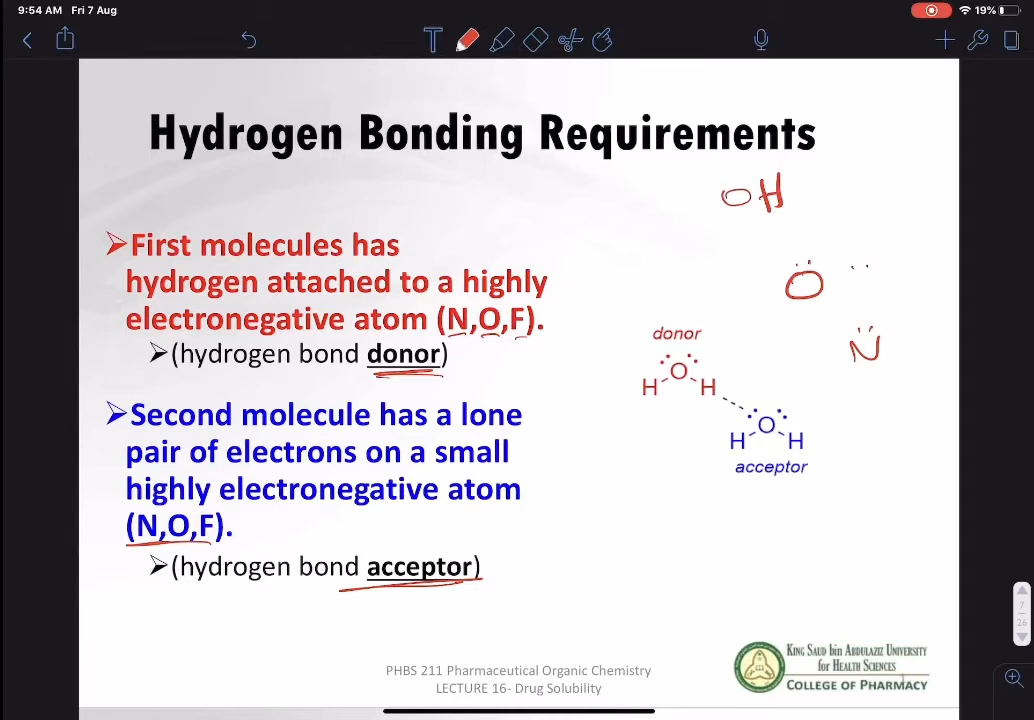 9:54 AM Fri 7 Aug
19%
T
Hydrogen Bonding Requirements
OH
➢First molecules has
hydrogen attached to a highly
electronegative atom (N,O,F).
➢(hydrogen bond donor)
O
N
donor
H O H
H O H
acceptor
➢Second molecule has a lone
pair of electrons on a small
highly electronegative atom
(N,O,F).
➢(hydrogen bond acceptor)
7
26
PHBS 211 Pharmaceutical Organic Chemistry
LECTURE 16- Drug Solubility
King Saud bin Abdulaziz University
for Health Sciences
College of Pharmacy